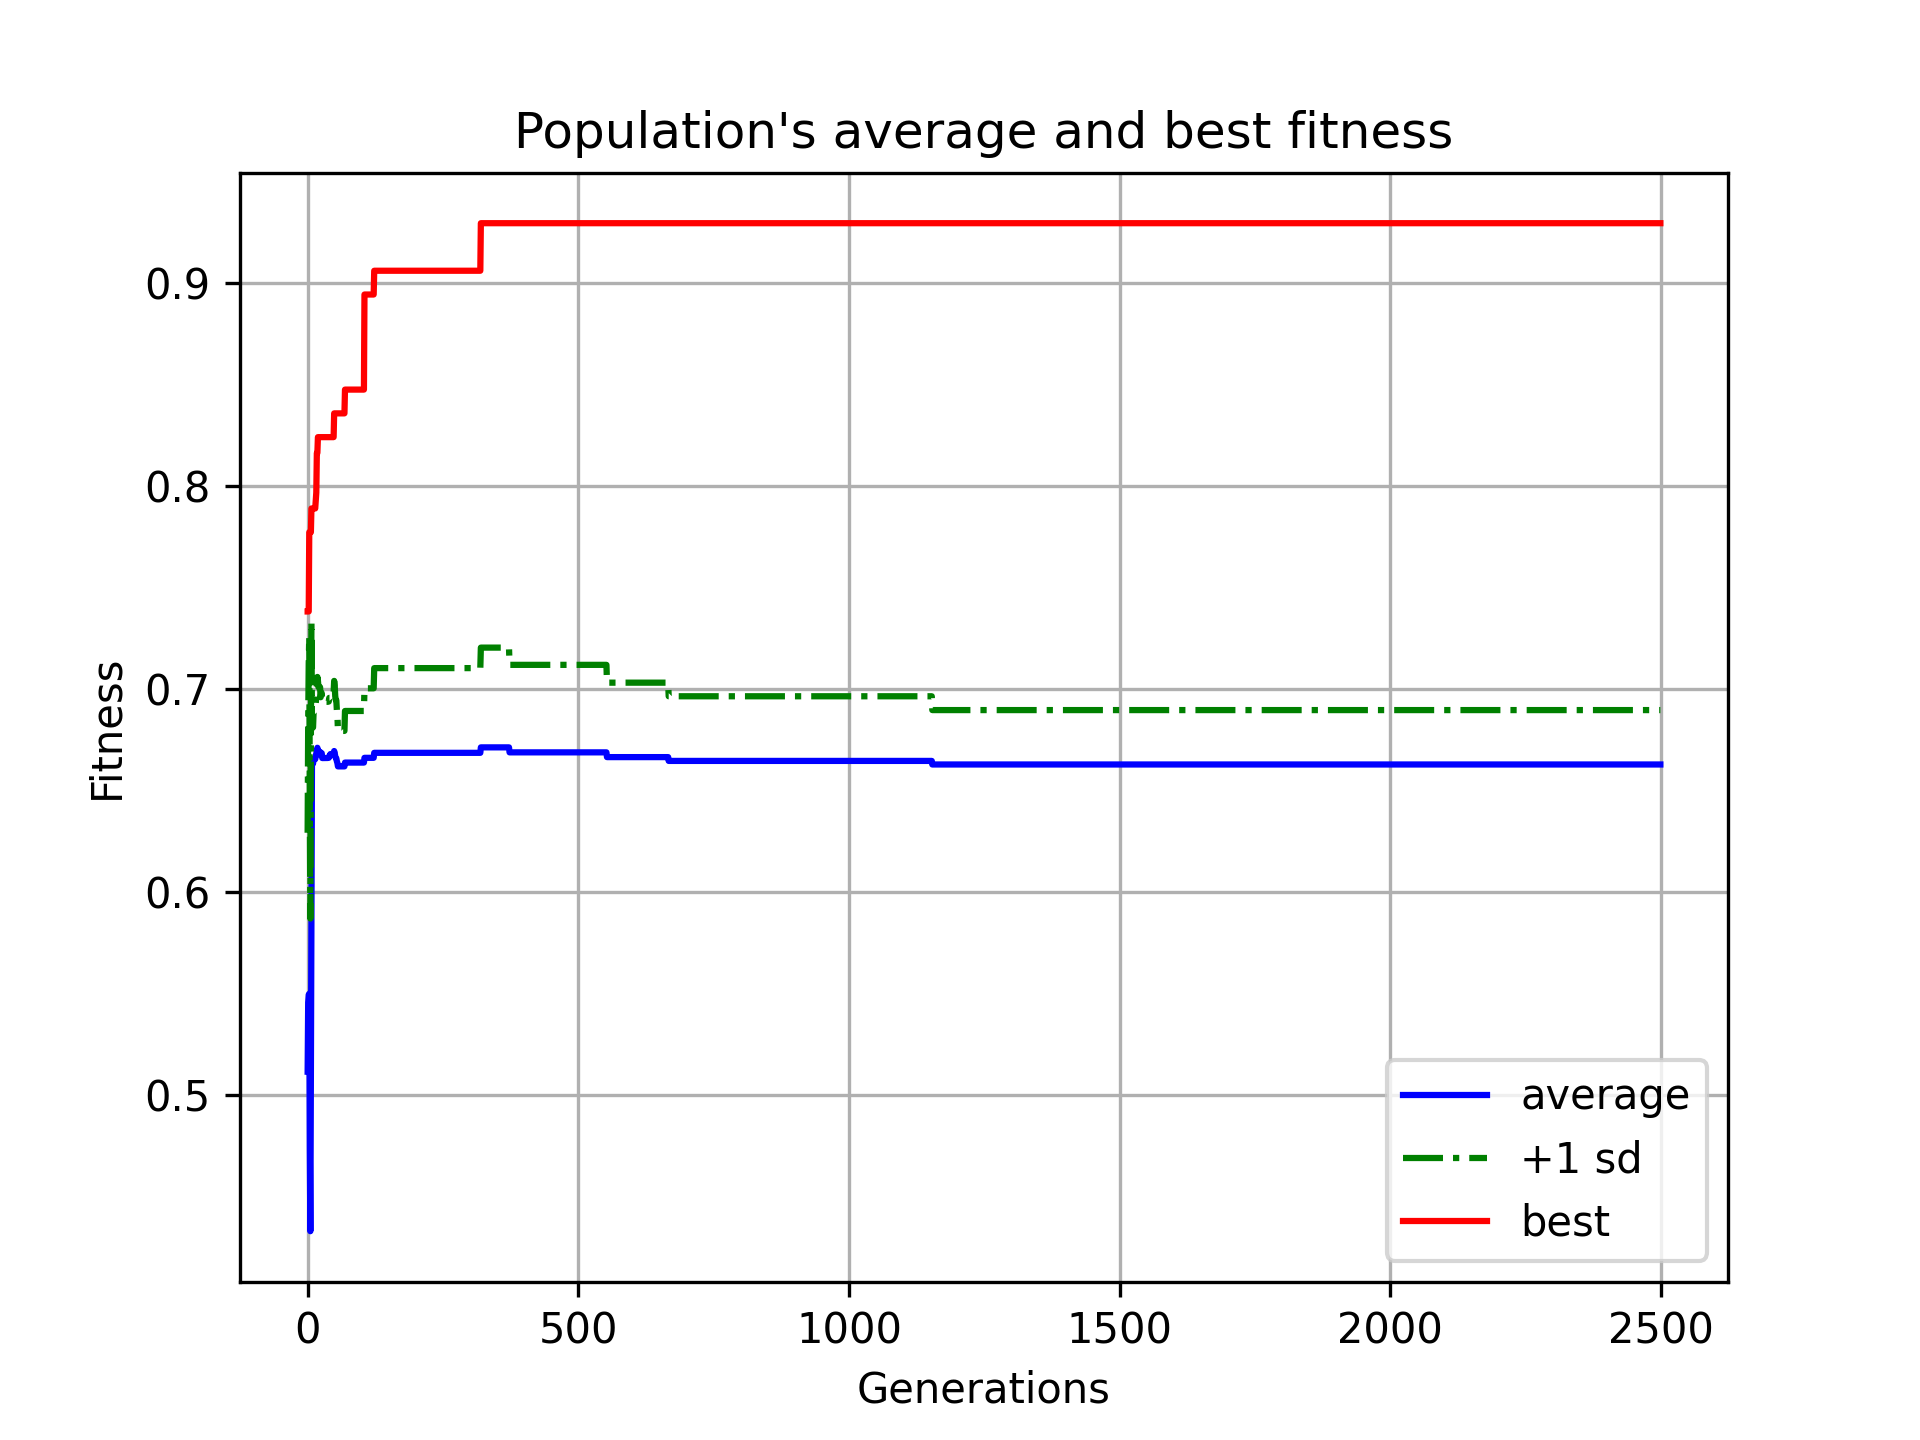 Population's average and best fitness
Fitness
0.9
0.8
0.7
0.6
0.5
average
+1 sd
best
0 500 1000 1500 2000 2500
Generations